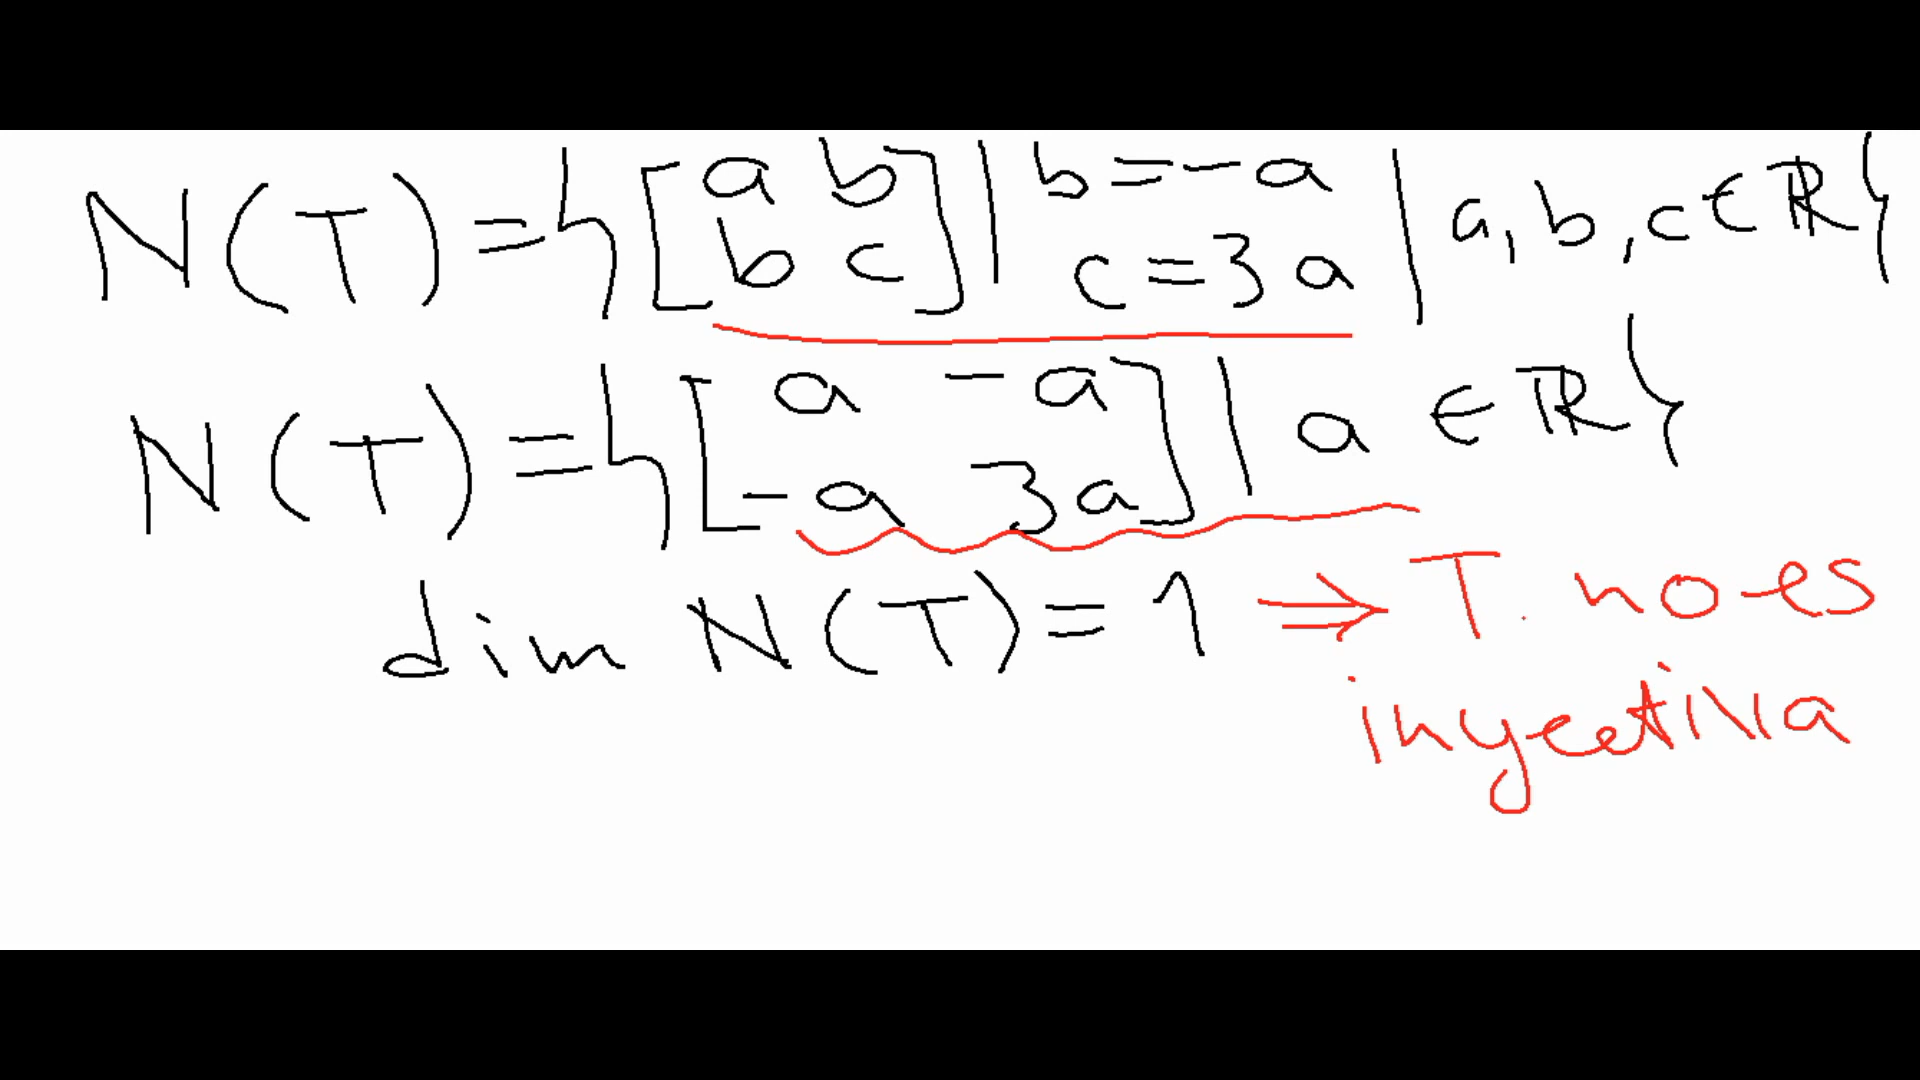 N(T) = { [a b; b c] | b = -a, c = 3a | a, b, c ∈ ℝ }
N(T) = { [a -a; -a 3a] | a ∈ ℝ }
dim N(T) = 1 ⇒ T. no es
inyectiva